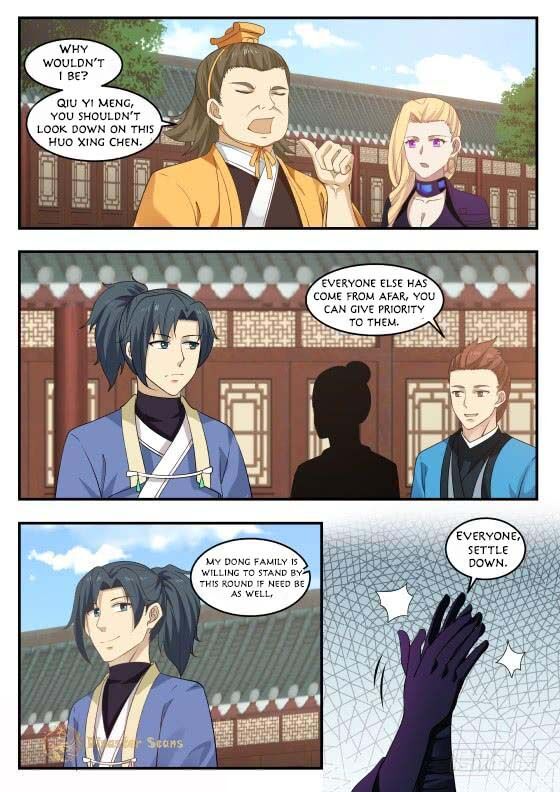 WHY
WOULDN'T
I BE?
QIU YI MENG,
YOU SHOULDN'T
LOOK DOWN ON THIS
HUO XING CHEN.
EVERYONE ELSE HAS
COME FROM AFAR, YOU
CAN GIVE PRIORITY
TO THEM.
MY DONG FAMILY IS
WILLING TO STAND BY
THIS ROUND IF NEED BE
AS WELL,
EVERYONE,
SETTLE
DOWN.
Disaster Scans